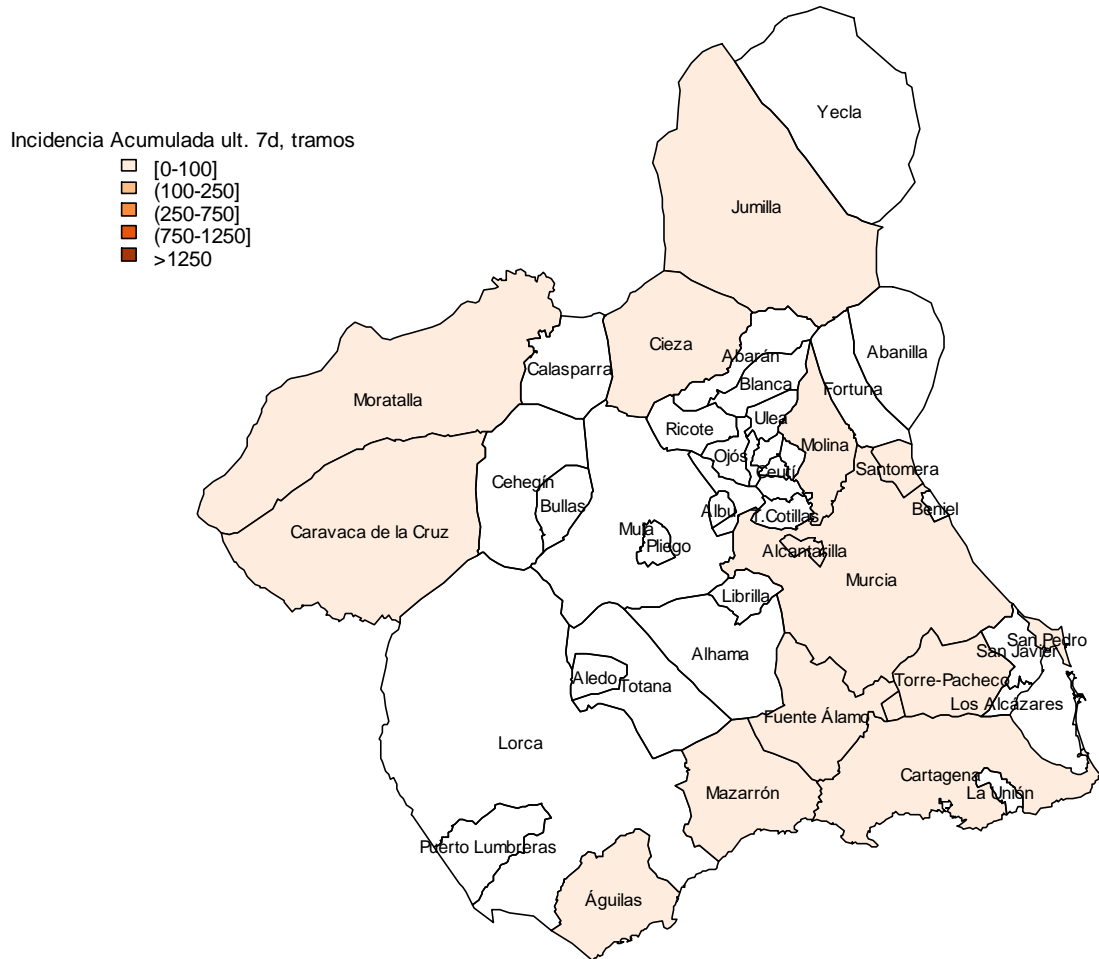 Yecla
Incidencia Acumulada ult. 7d, tramos
[0-100]
(100-250]
(250-750]
(750-1250]
>1250
Jumilla
Cieza
Abarán
Abanilla
Calasparra
Blanca
Fortuna
Moratalla
Ulea
Ricote
Molina
Ojós
Santomera
Ceutí
Cehegín
Bullas
Albu
T.Cotillas
Beniel
Caravaca de la Cruz
Mula
Pliego
Alcantarilla
Murcia
Librilla
San Pedro
San Javier
Alhama
Aledo
Totana
Torre-Pacheco
Los Alcázares
Fuente Álamo
Lorca
Cartagena
Mazarrón
La Unión
Puerto Lumbreras
Águilas